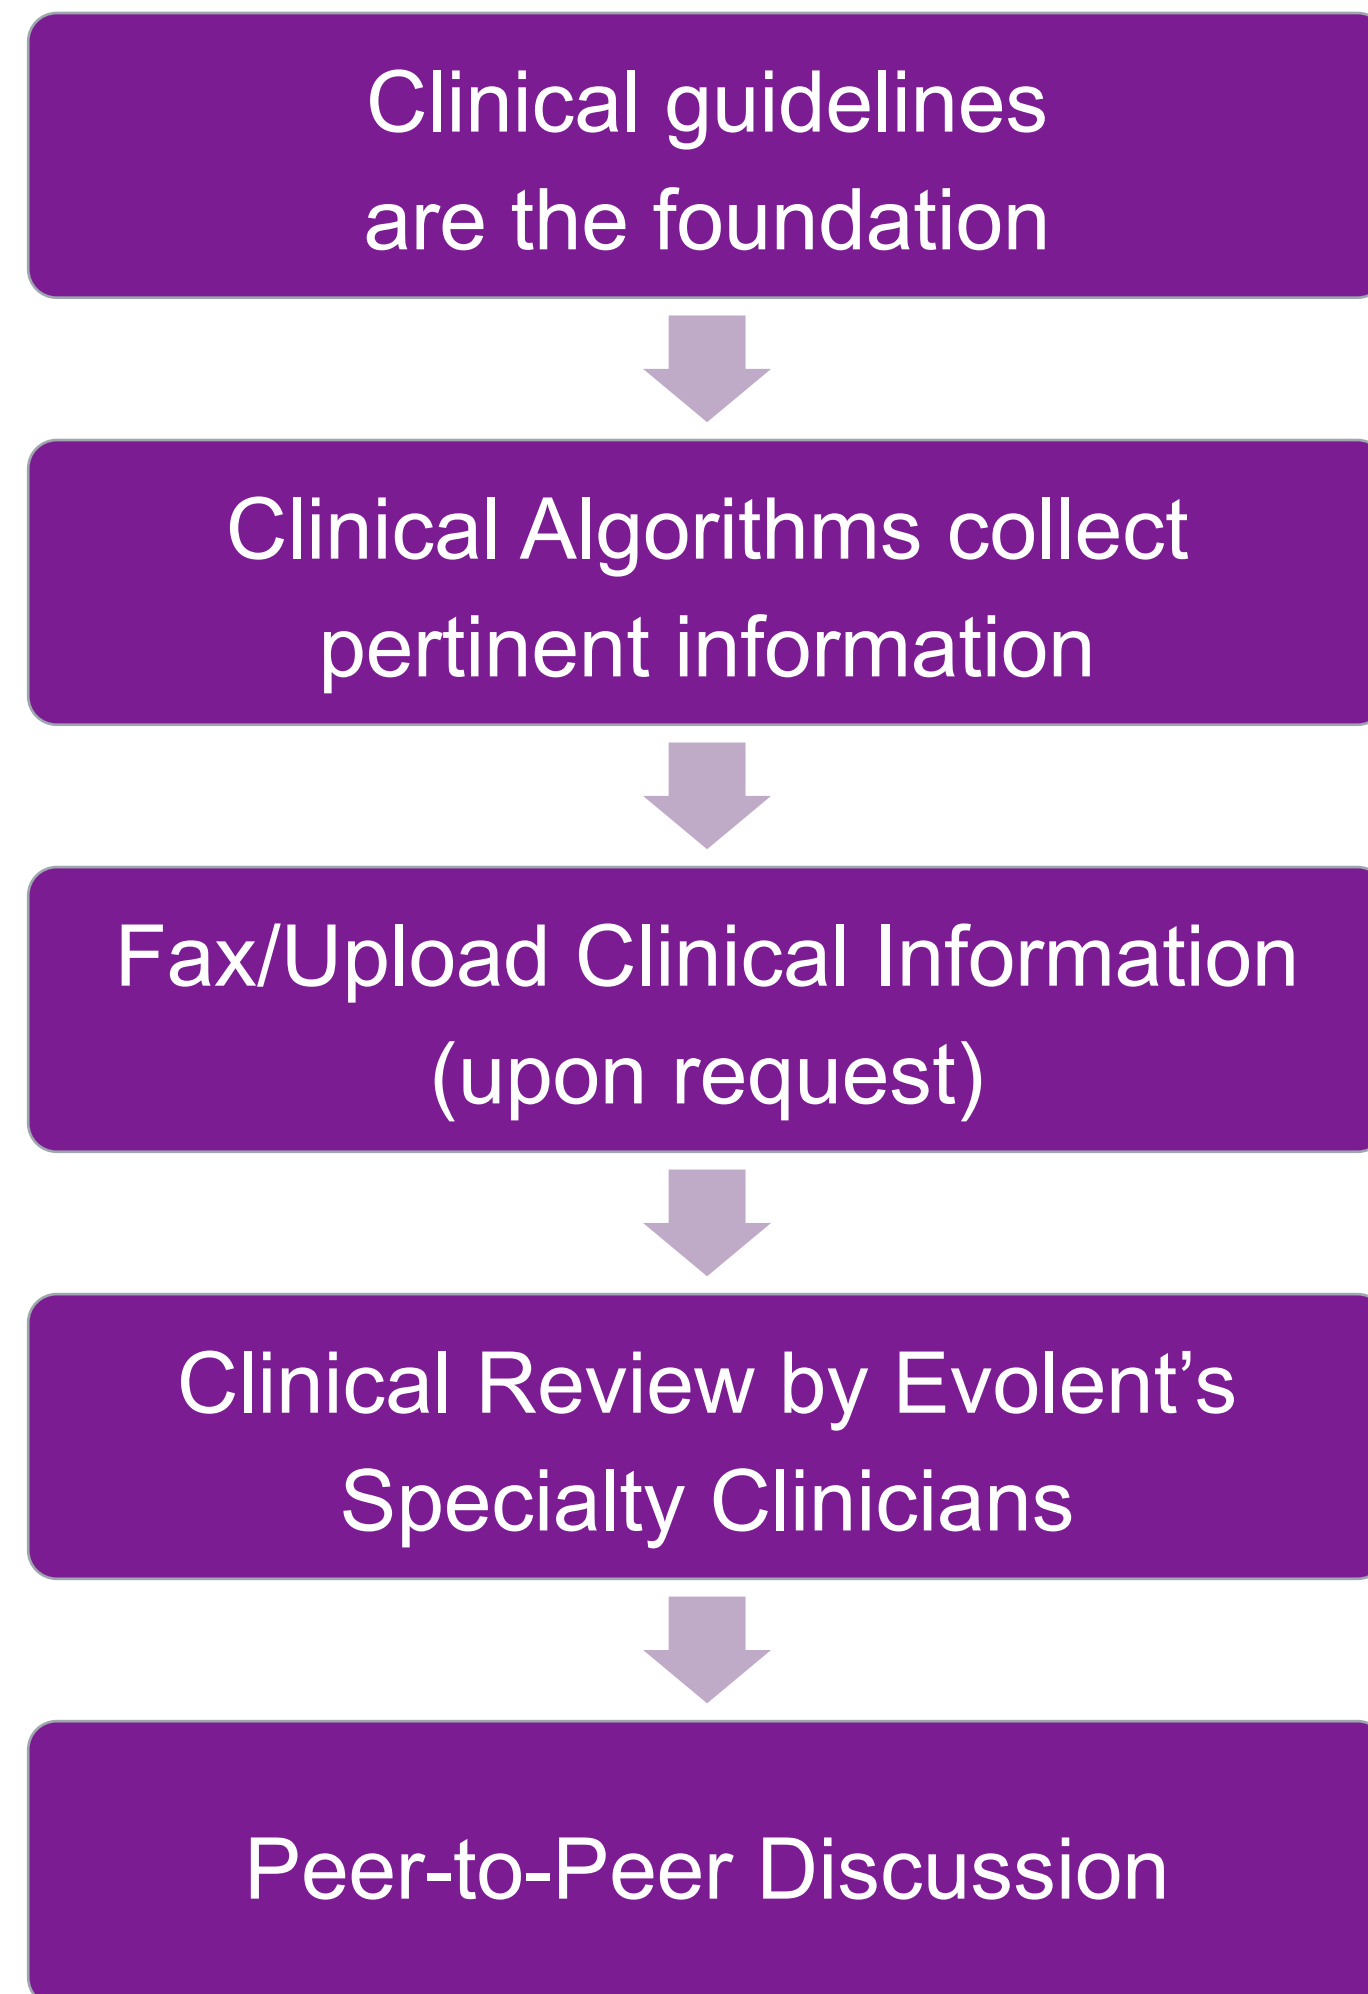 Clinical guidelines
are the foundation
Clinical Algorithms collect
pertinent information
Fax/Upload Clinical Information
(upon request)
Clinical Review by Evolent’s
Specialty Clinicians
Peer-to-Peer Discussion